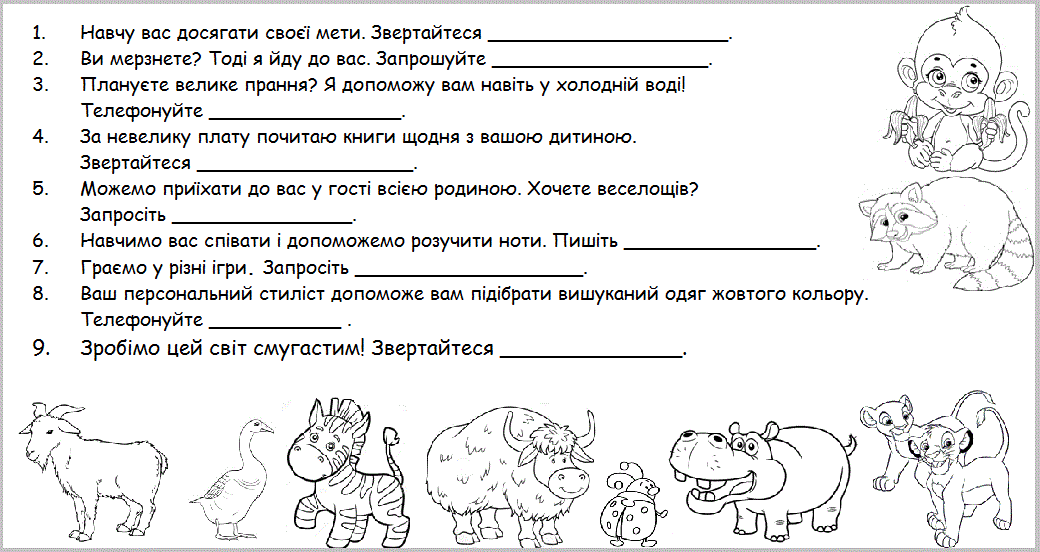 1. Навчу вас досягати своєї мети. Звертайтеся ____________________.
2. Ви мерзнете? Тоді я йду до вас. Запрошуйте __________________.
3. Плануєте велике прання? Я допоможу вам навіть у холодній воді!
Телефонуйте ________________.
4. За невелику плату почитаю книги щодня з вашою дитиною.
Звертайтеся __________________.
5. Можемо приїхати до вас у гості всією родиною. Хочете веселощів?
Запросіть _______________.
6. Навчимо вас співати і допоможемо розучити ноти. Пишіть ________________.
7. Граємо у різні ігри. Запросіть ___________________.
8. Ваш персональний стиліст допоможе вам підібрати вишуканий одяг жовтого кольору.
Телефонуйте ___________ .
9. Зробімо цей світ смугастим! Звертайтеся _______________.